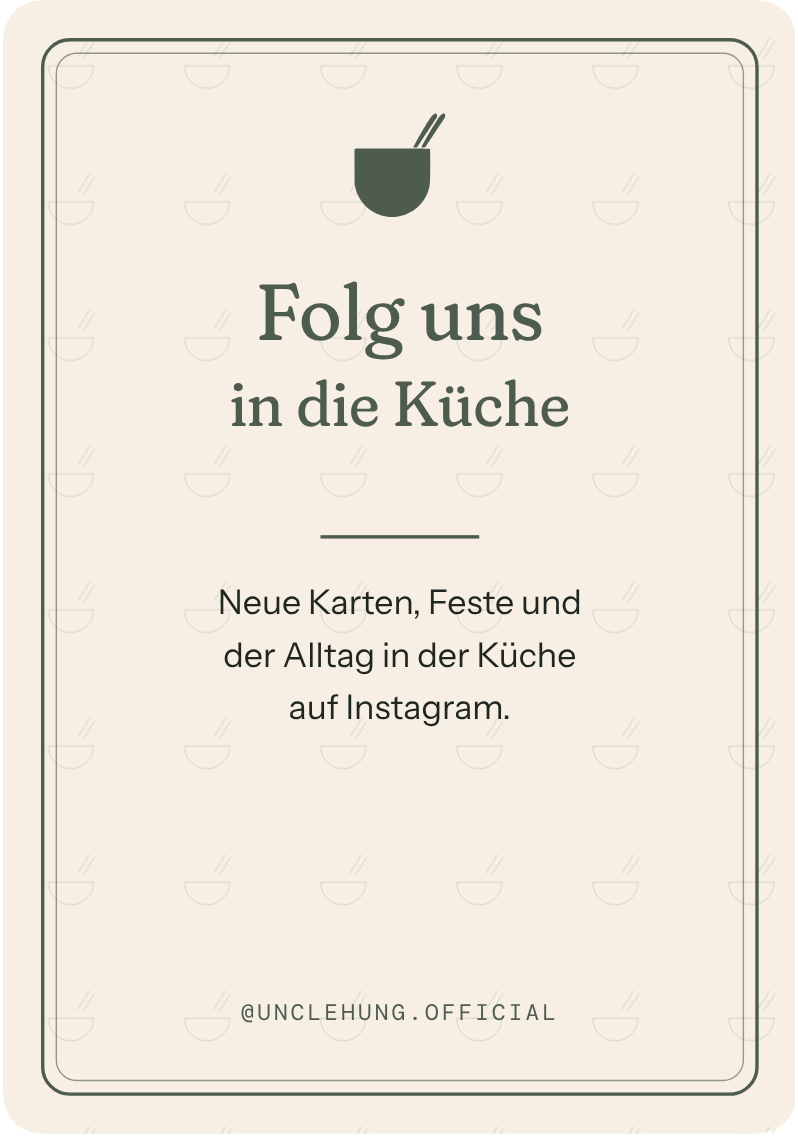 Folg uns
in die Küche
Neue Karten, Feste und
der Alltag in der Küche
auf Instagram.
@UNCLEHUNG.OFFICIAL